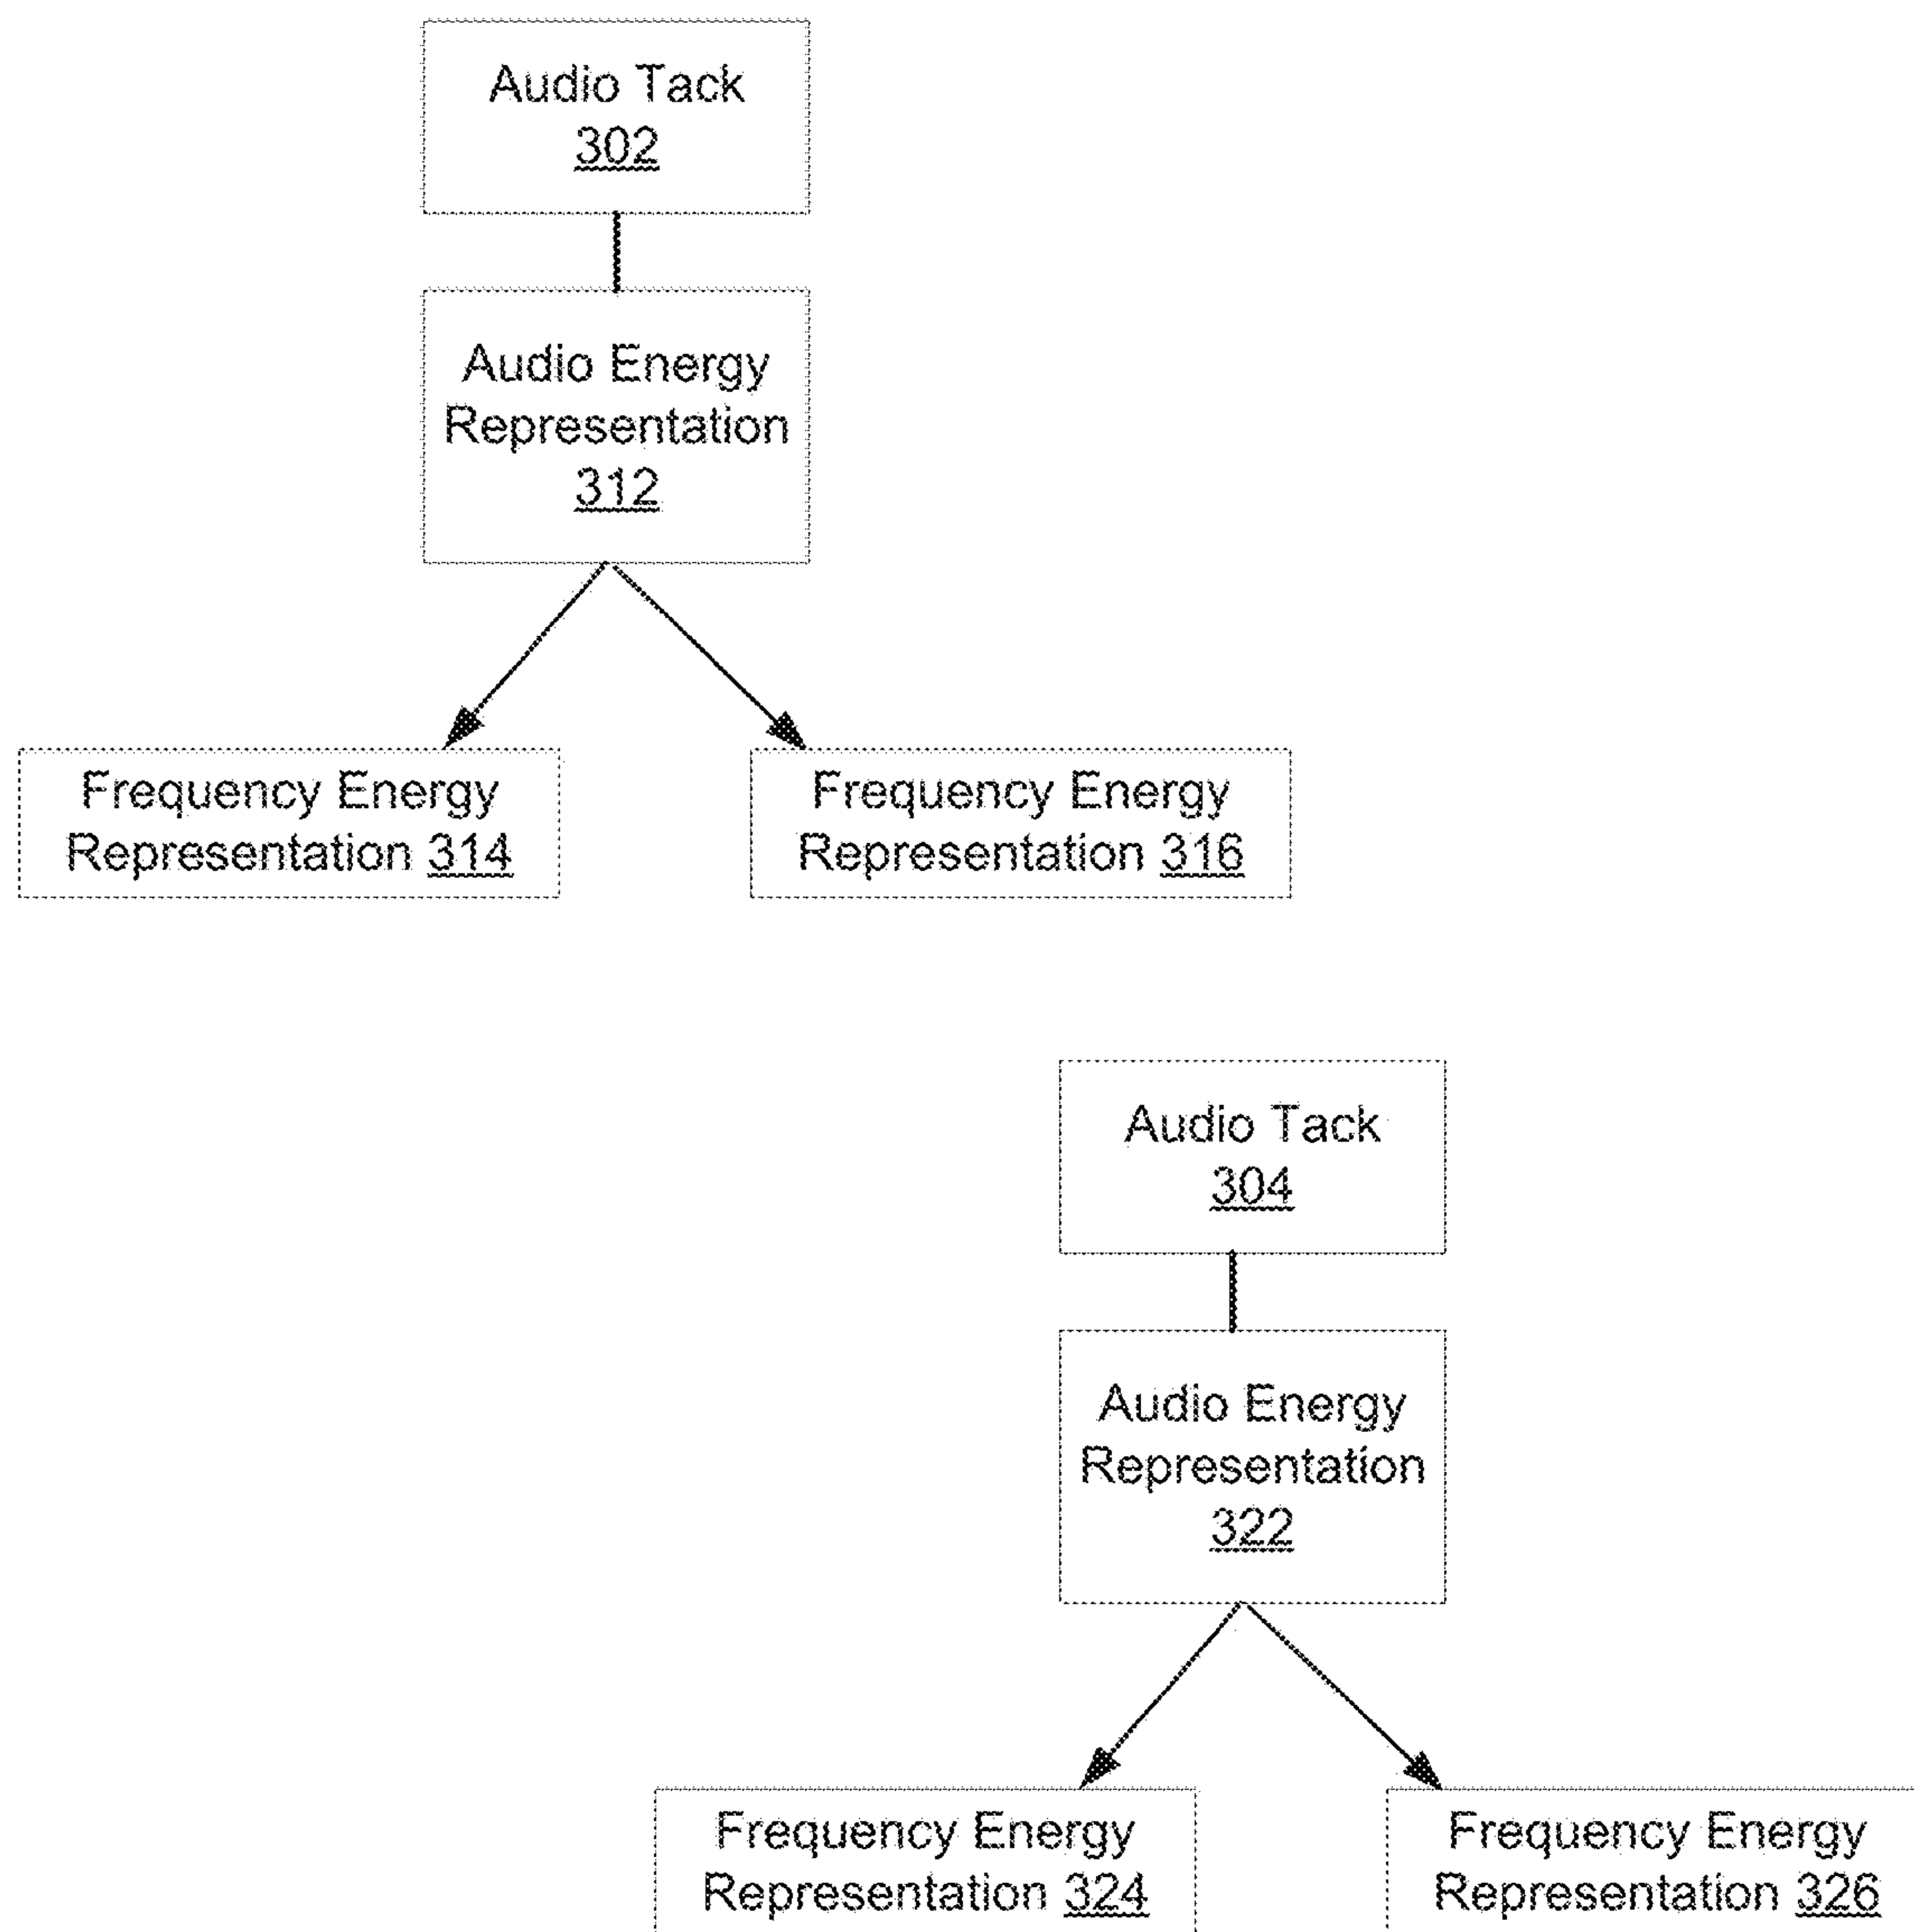 Audio Tack
302
Audio Energy
Representation
312
Frequency Energy
Representation 314
Frequency Energy
Representation 316
Audio Tack
304
Audio Energy
Representation
322
Frequency Energy
Representation 324
Frequency Energy
Representation 326